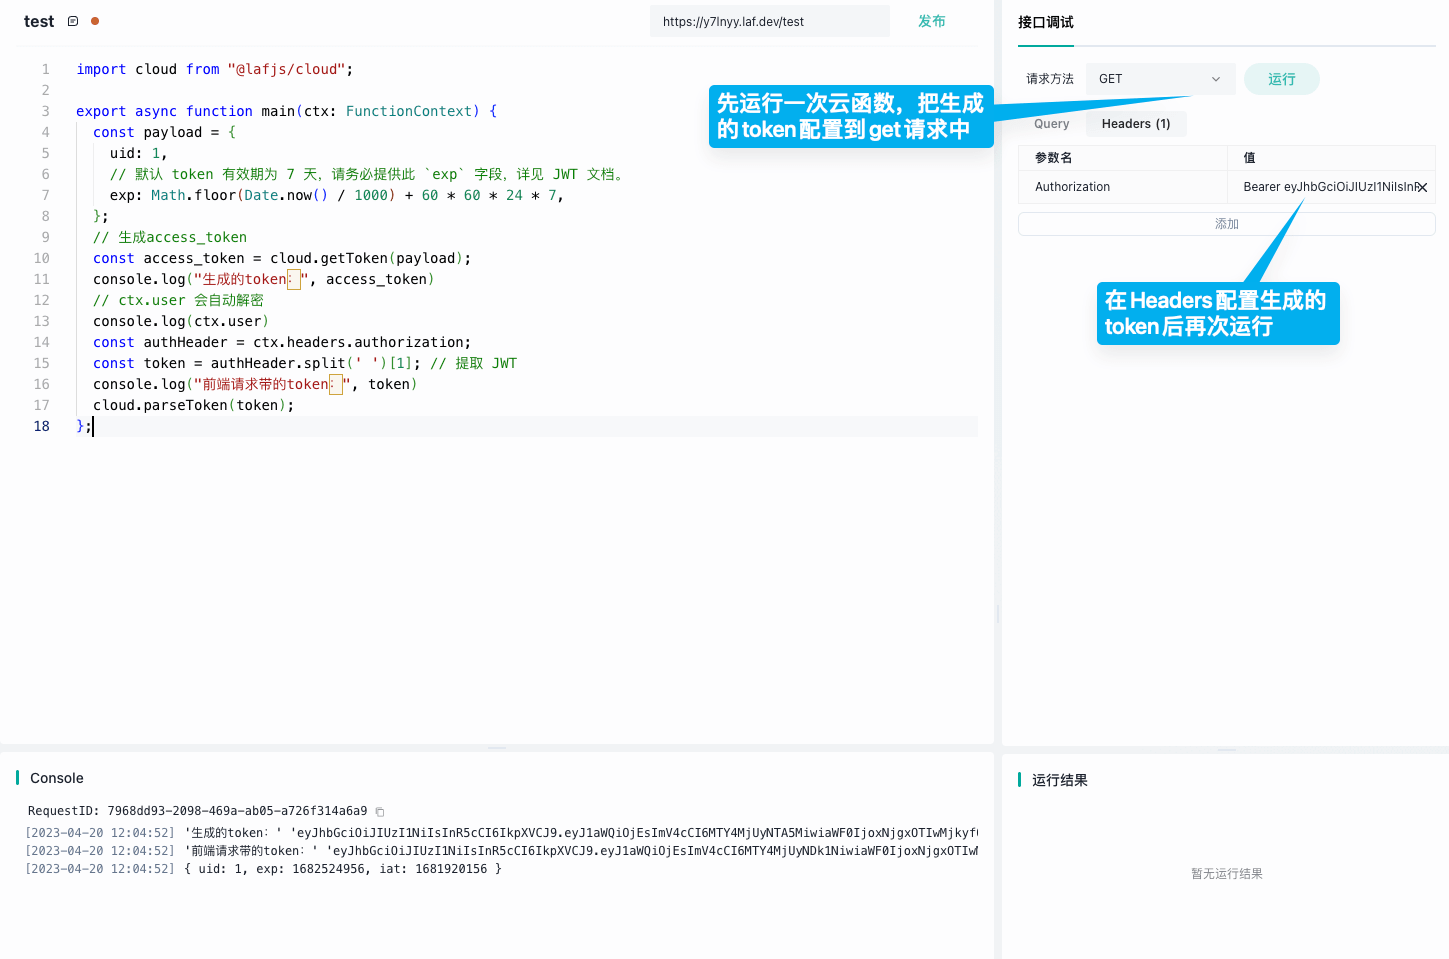 test
https://y7lnyy.laf.dev/test
发布
1 import cloud from "@lafjs/cloud";
2
3 export async function main(ctx: FunctionContext) {
4 const payload = {
5 uid: 1,
6 // 默认 token 有效期为 7 天，请务必提供此 `exp` 字段，详见 JWT 文档。
7 exp: Math.floor(Date.now() / 1000) + 60 * 60 * 24 * 7,
8 };
9 // 生成access_token
10 const access_token = cloud.getToken(payload);
11 console.log("生成的token：", access_token)
12 // ctx.user 会自动解密
13 console.log(ctx.user)
14 const authHeader = ctx.headers.authorization;
15 const token = authHeader.split(' ')[1]; // 提取 JWT
16 console.log("前端请求带的token：", token)
17 cloud.parseToken(token);
18 };
先运行一次云函数，把生成
的token配置到get请求中
接口调试
请求方法 GET 运行
Query Headers (1)
参数名 值
Authorization Bearer eyJhbGciOiJIUzI1NiIsInR
添加
在Headers配置生成的
token后再次运行
Console
RequestID: 7968dd93-2098-469a-ab05-a726f314a6a9
[2023-04-20 12:04:52] '生成的token：' 'eyJhbGciOiJIUzI1NiIsInR5cCI6IkpXVCJ9.eyJ1aWQiOjEsImV4cCI6MTY4MjUyNTA5MiwiaWF0IjoxNjgxOTIwMjkyf
[2023-04-20 12:04:52] '前端请求带的token：' 'eyJhbGciOiJIUzI1NiIsInR5cCI6IkpXVCJ9.eyJ1aWQiOjEsImV4cCI6MTY4MjUyNDk1NiwiaWF0IjoxNjgxOTIwM
[2023-04-20 12:04:52] { uid: 1, exp: 1682524956, iat: 1681920156 }
运行结果
暂无运行结果